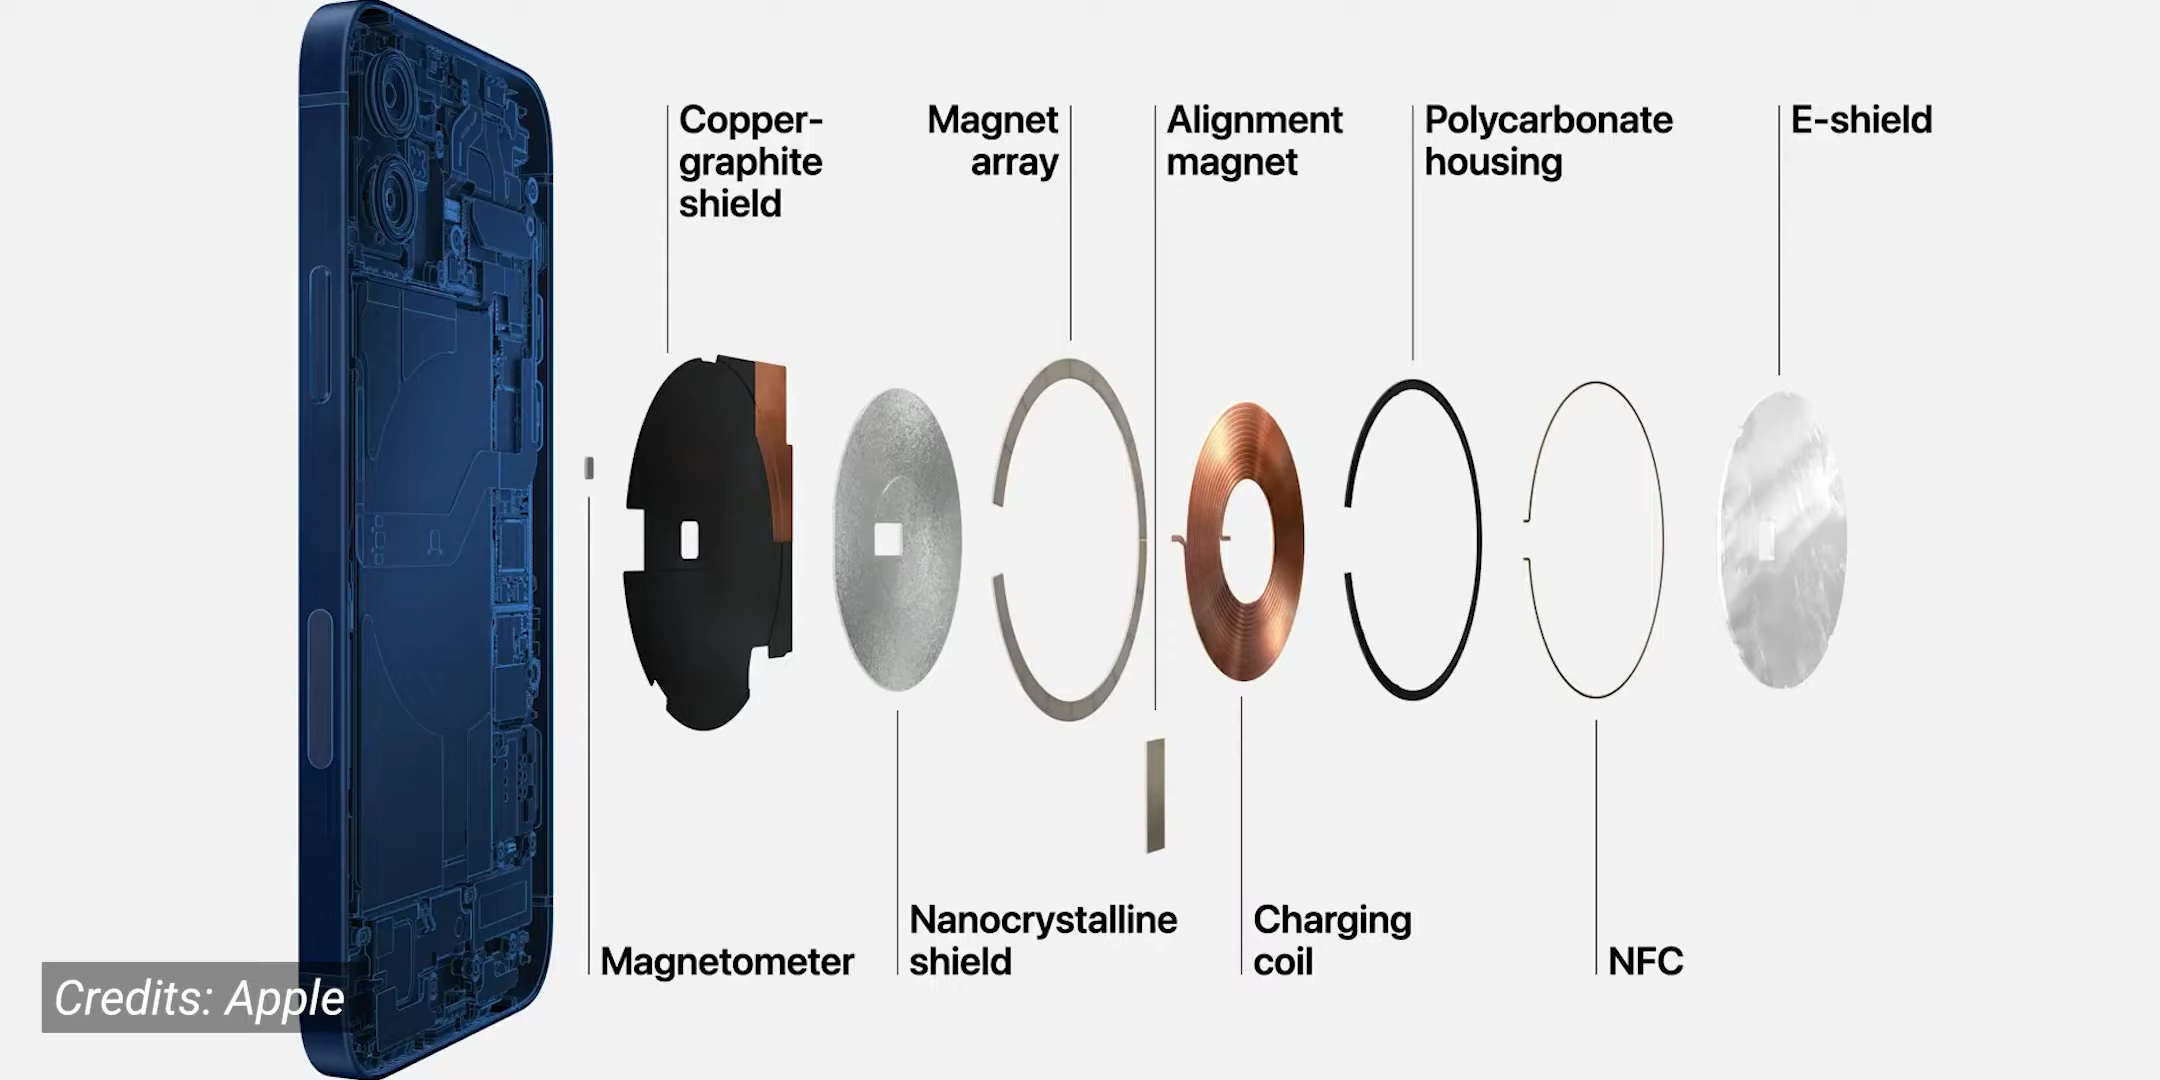 Copper-
graphite
shield
Magnet
array
Alignment
magnet
Polycarbonate
housing
E-shield
Magnetometer
Nanocrystalline
shield
Charging
coil
NFC
Credits: Apple